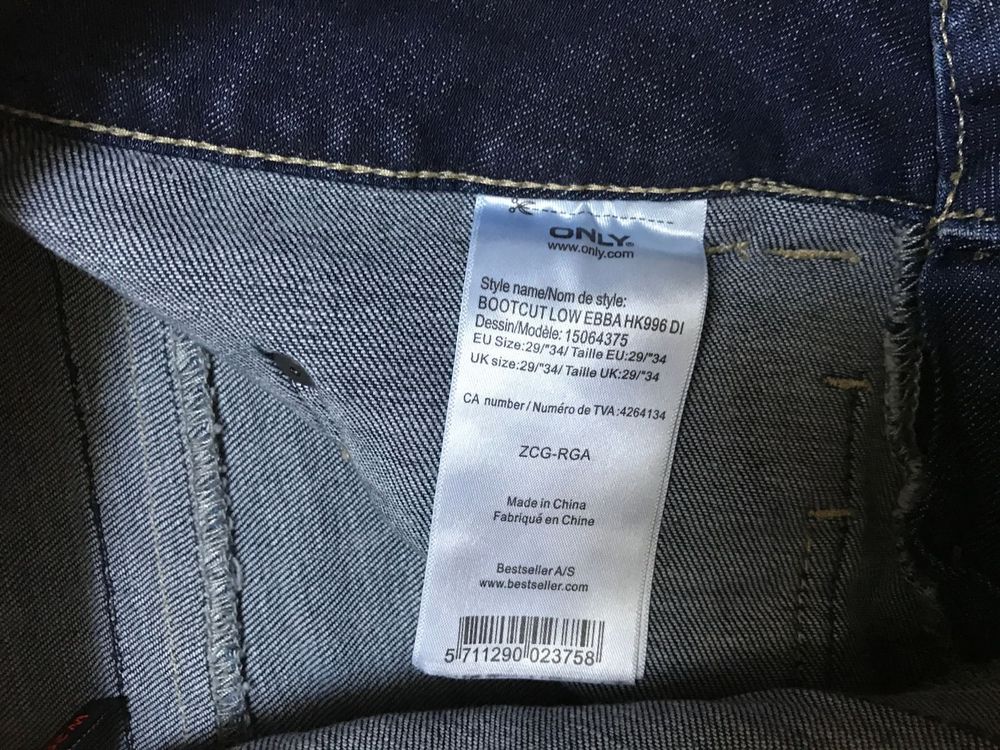 ONLY®
www.only.com
Style name/Nom de style:
BOOTCUT LOW EBBA HK996 DI
Dessin/Modèle: 15064375
EU Size:29/"34/ Taille EU:29/"34
UK size:29/"34/ Taille UK:29/"34
CA number / Numéro de TVA:4264134
ZCG-RGA
Made in China
Fabriqué en Chine
Bestseller A/S
www.bestseller.com
5 711290 023758